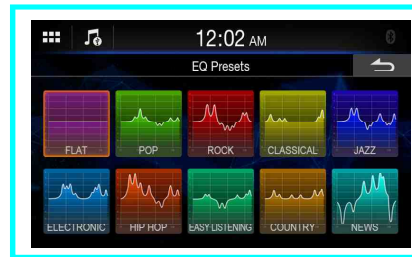 12:02 AM
EQ Presets
FLAT POP ROCK CLASSICAL JAZZ
ELECTRONIC HIP HOP EASY LISTENING COUNTRY NEWS